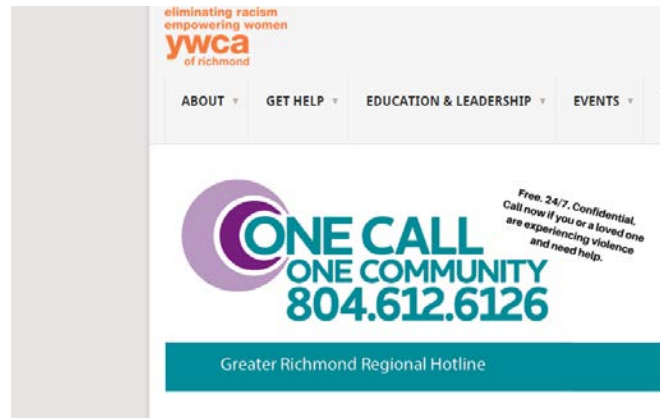 eliminating racism
empowering women
ywca
of richmond
ABOUT GET HELP EDUCATION & LEADERSHIP EVENTS
Free. 24/7. Confidential.
Call now if you or a loved one
are experiencing violence
and need help.
ONE CALL
ONE COMMUNITY
804.612.6126
Greater Richmond Regional Hotline